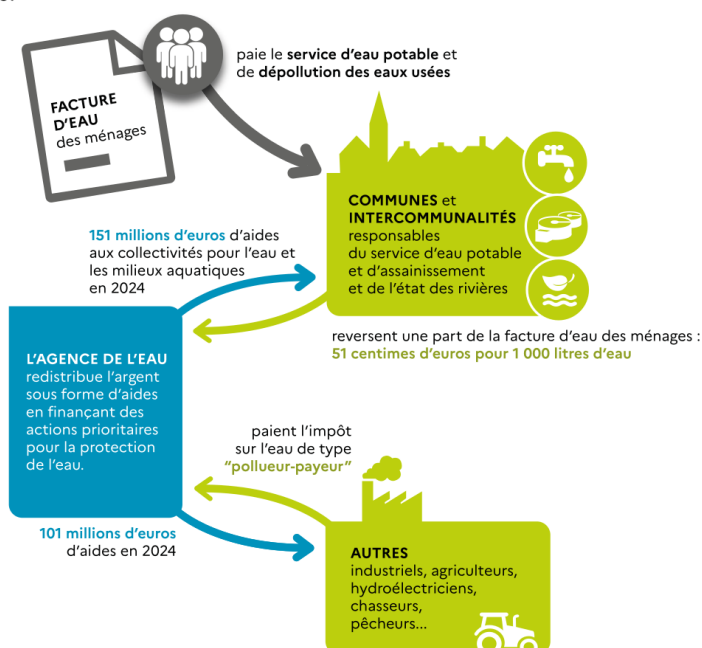 paie le service d'eau potable et
de dépollution des eaux usées
FACTURE
D'EAU
des ménages
COMMUNES et
INTERCOMMUNALITÉS
responsables
du service d'eau potable
et d'assainissement
et de l'état des rivières
151 millions d'euros d'aides
aux collectivités pour l'eau et
les milieux aquatiques
en 2024
reversent une part de la facture d'eau des ménages :
51 centimes d'euros pour 1 000 litres d'eau
L'AGENCE DE L'EAU
redistribue l'argent
sous forme d'aides
en finançant des
actions prioritaires
pour la protection
de l'eau.
paient l'impôt
sur l'eau de type
“pollueur-payeur”
101 millions d'euros
d'aides en 2024
AUTRES
industriels, agriculteurs,
hydroélectriciens,
chasseurs,
pêcheurs...